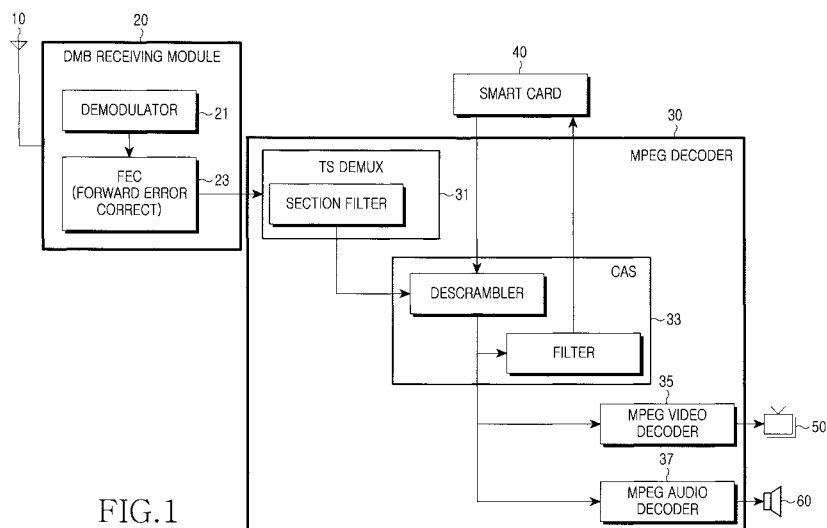 10
20
DMB RECEIVING MODULE
DEMODULATOR
21
FEC
(FORWARD ERROR
CORRECT)
23
40
SMART CARD
30
MPEG DECODER
TS DEMUX
SECTION FILTER
31
CAS
DESCRAMBLER
33
FILTER
35
MPEG VIDEO
DECODER
50
37
MPEG AUDIO
DECODER
60
FIG.1